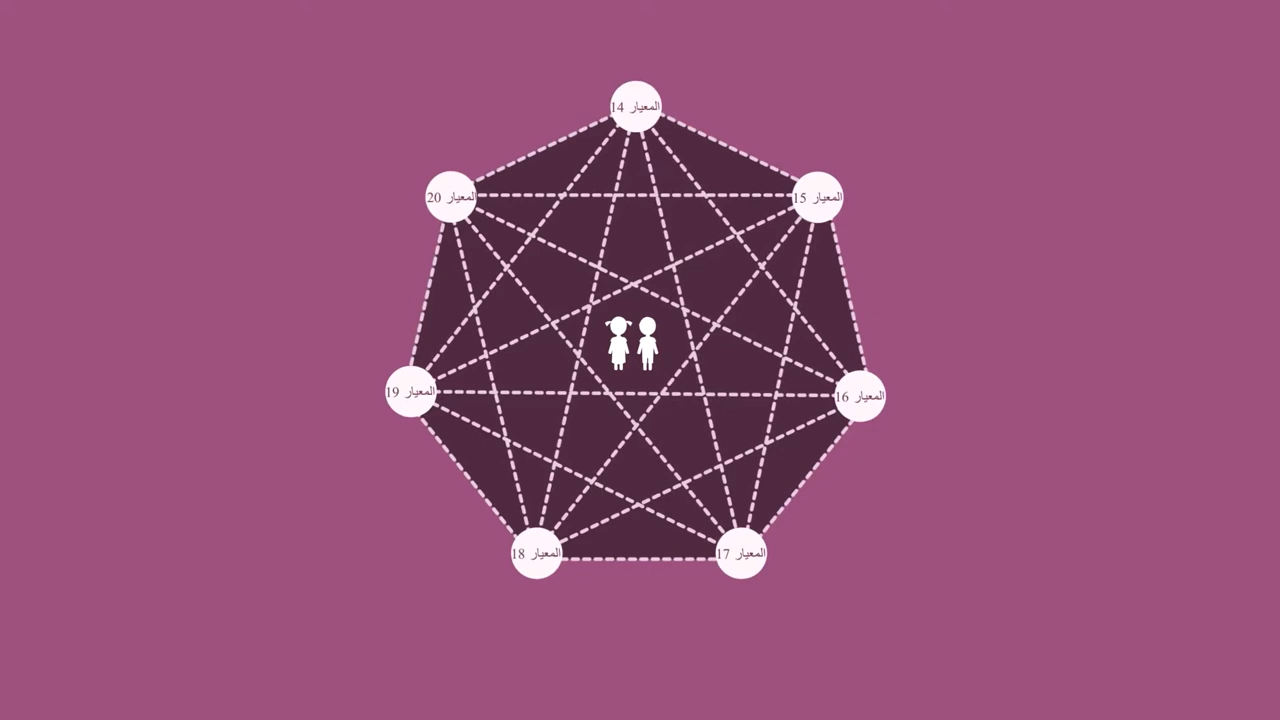 المعيار 14
المعيار 15
المعيار 16
المعيار 17
المعيار 18
المعيار 19
المعيار 20